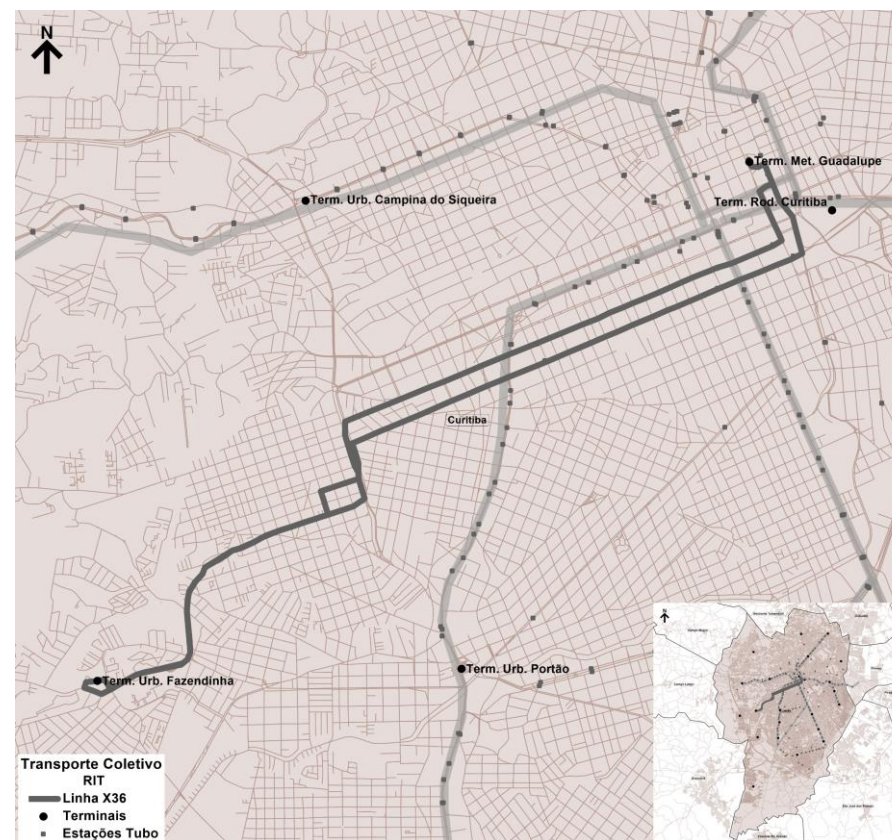 N
Term. Met. Guadalupe
Term. Urb. Campina do Siqueira
Term. Rod. Curitiba
Curitiba
Term. Urb. Portão
Term. Urb. Fazendinha
Transporte Coletivo
RIT
Linha X36
Terminais
Estações Tubo
N